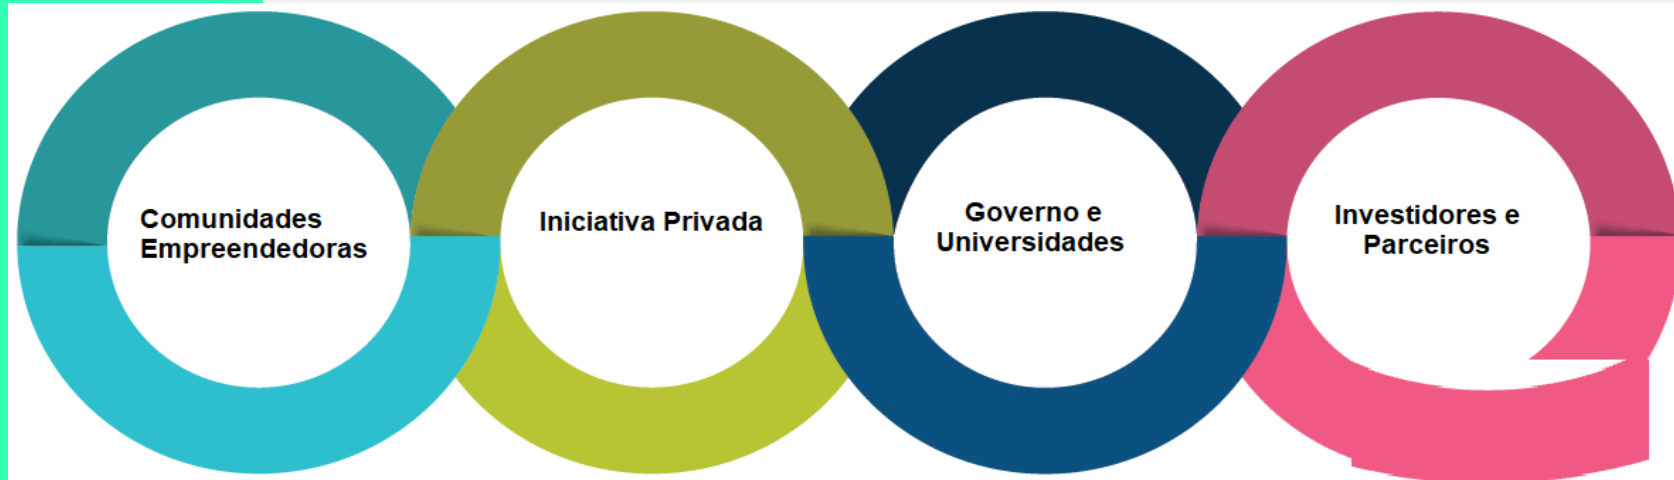 Comunidades
Empreendedoras
Iniciativa Privada
Governo e
Universidades
Investidores e
Parceiros